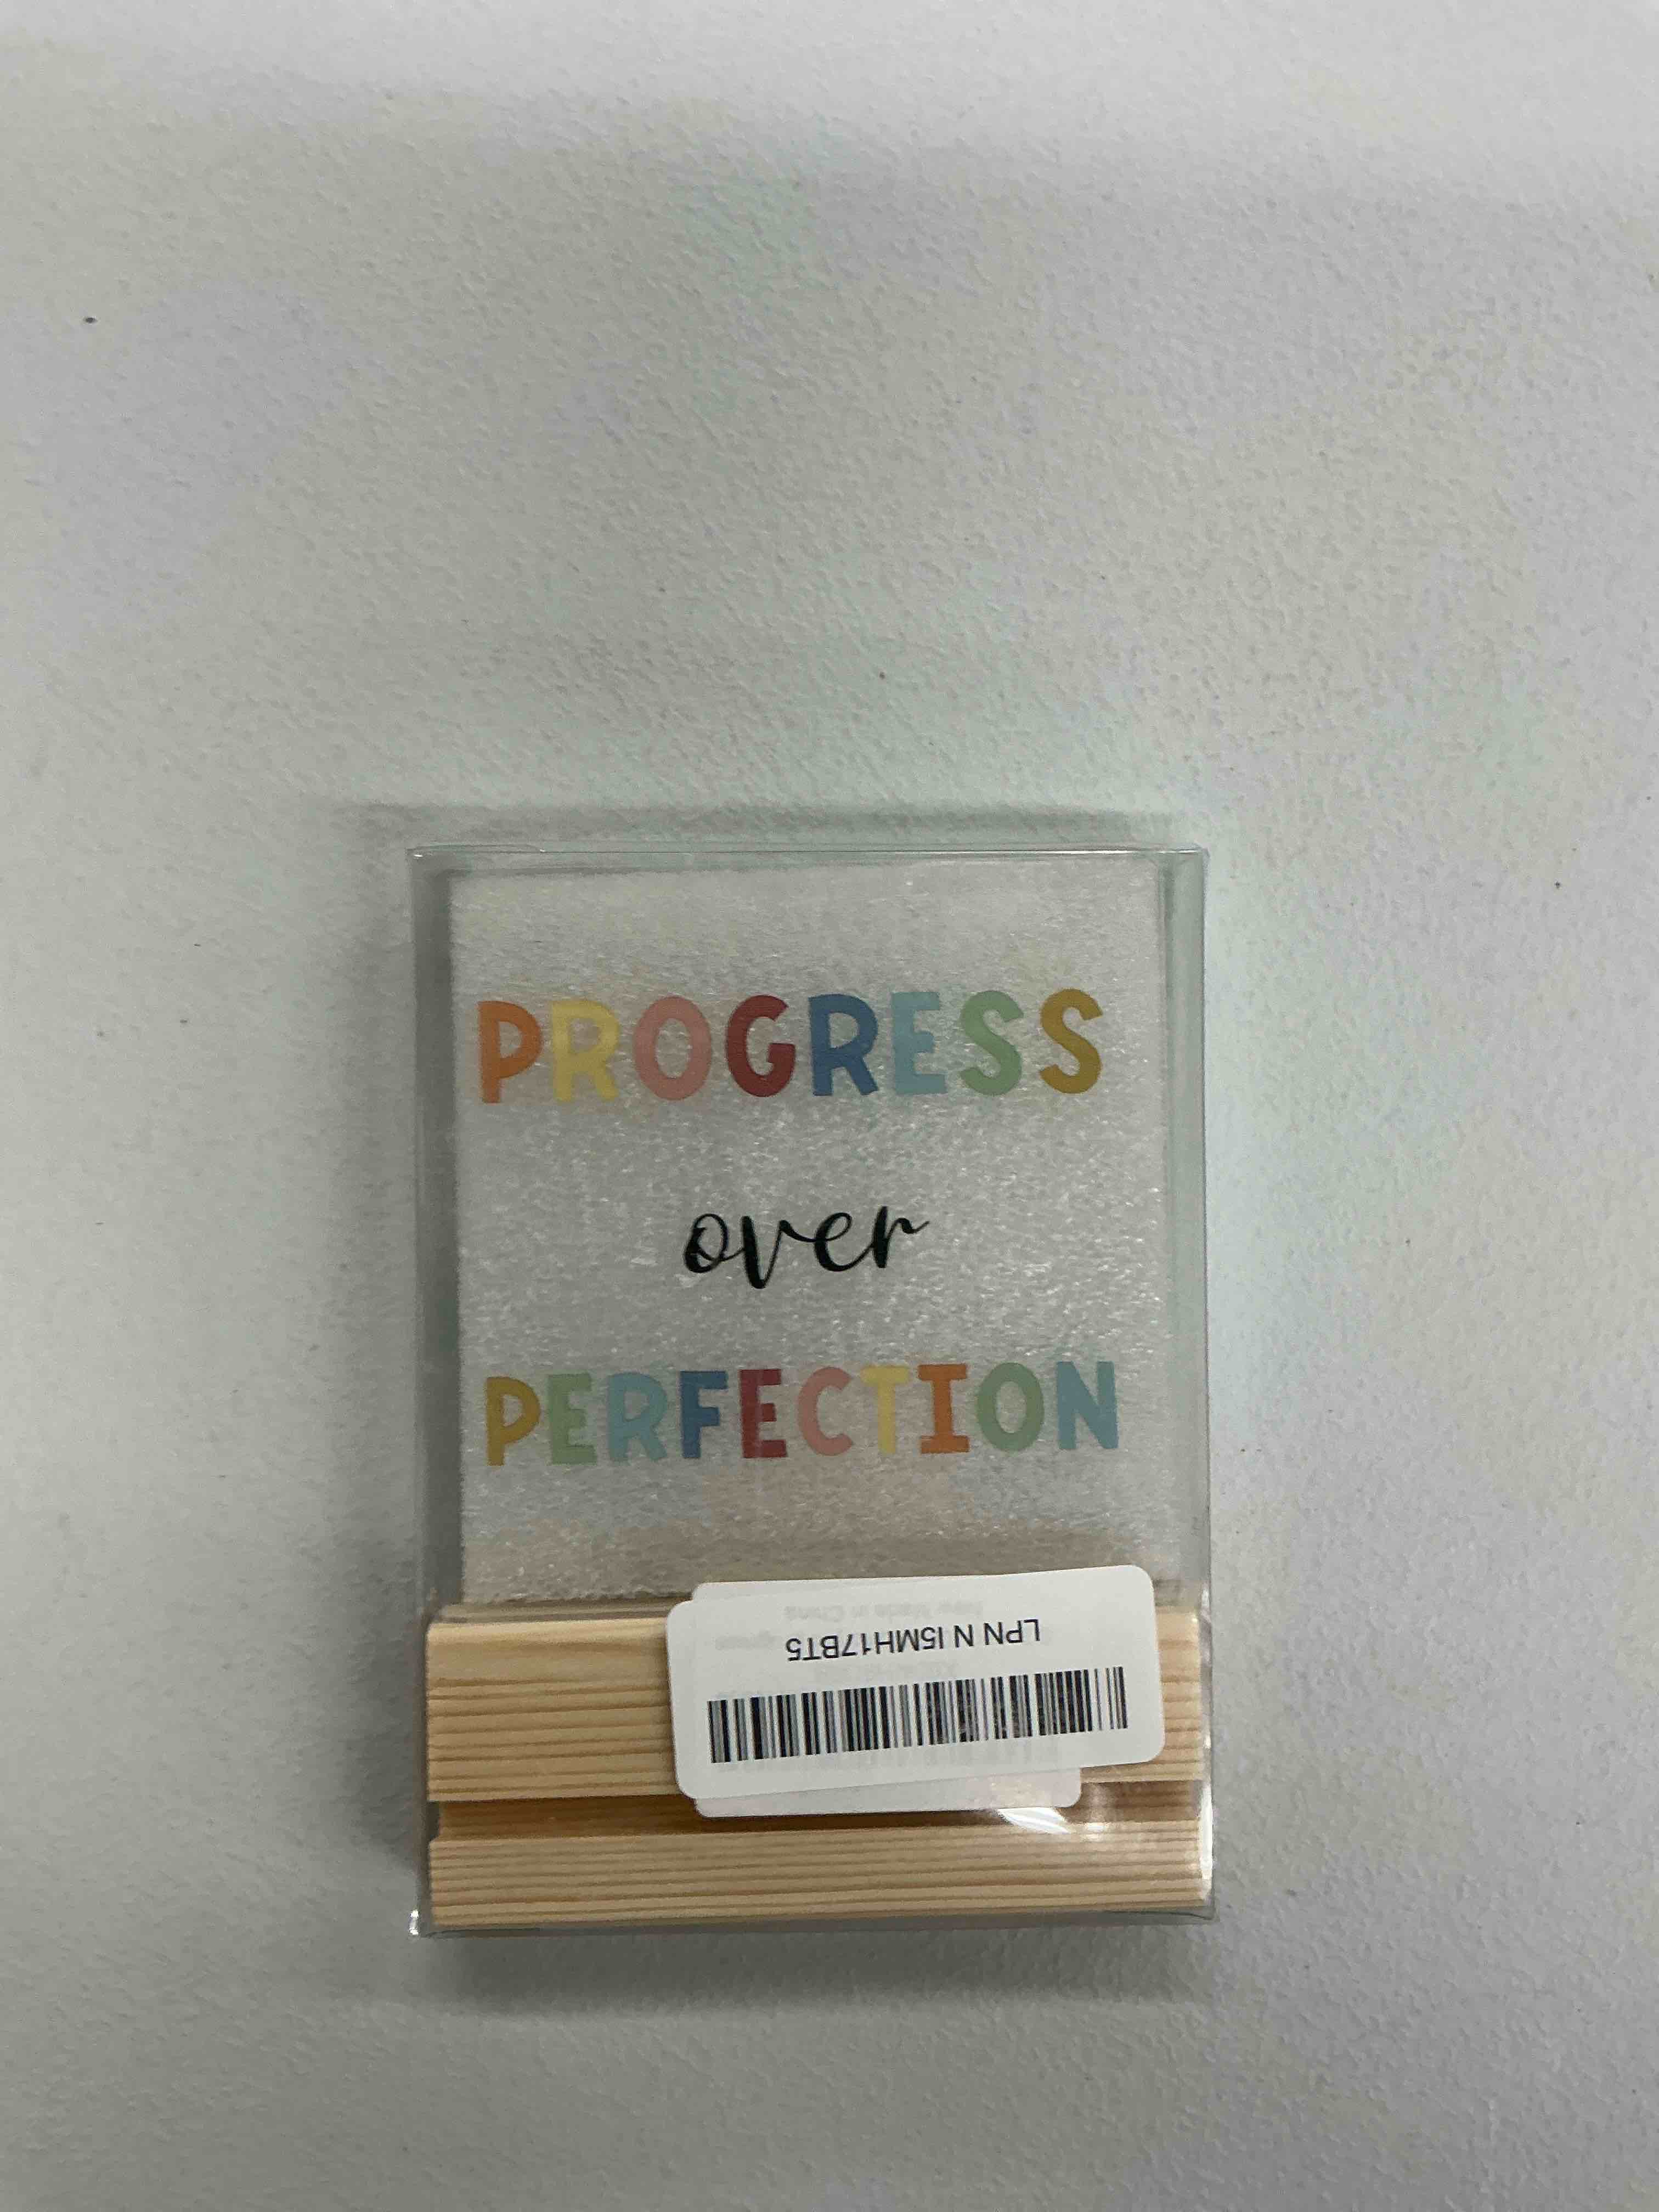 PROGRESS
over
PERFECTION
LPN N I5MH17BT5